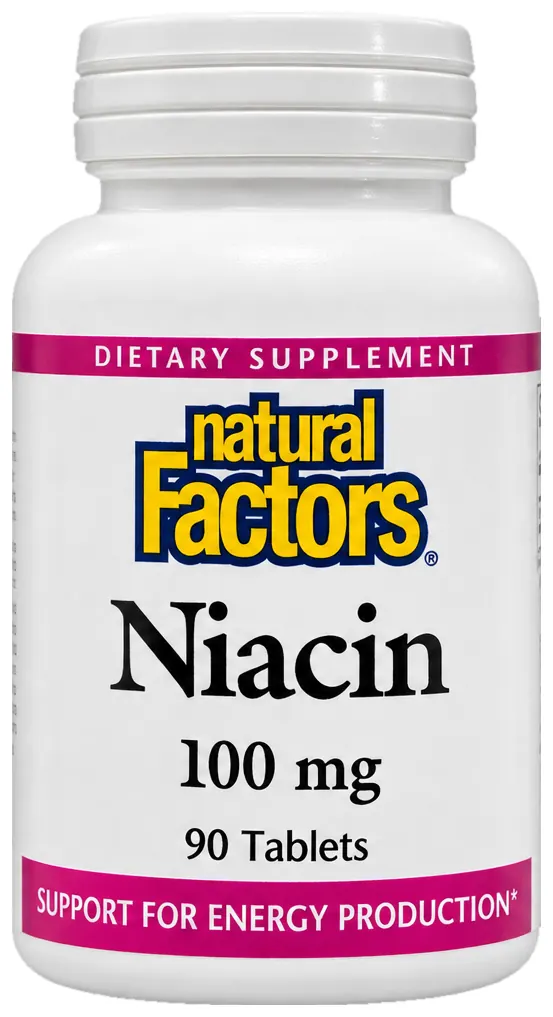 DIETARY SUPPLEMENT
natural
Factors®
Niacin
100 mg
90 Tablets
SUPPORT FOR ENERGY PRODUCTION*